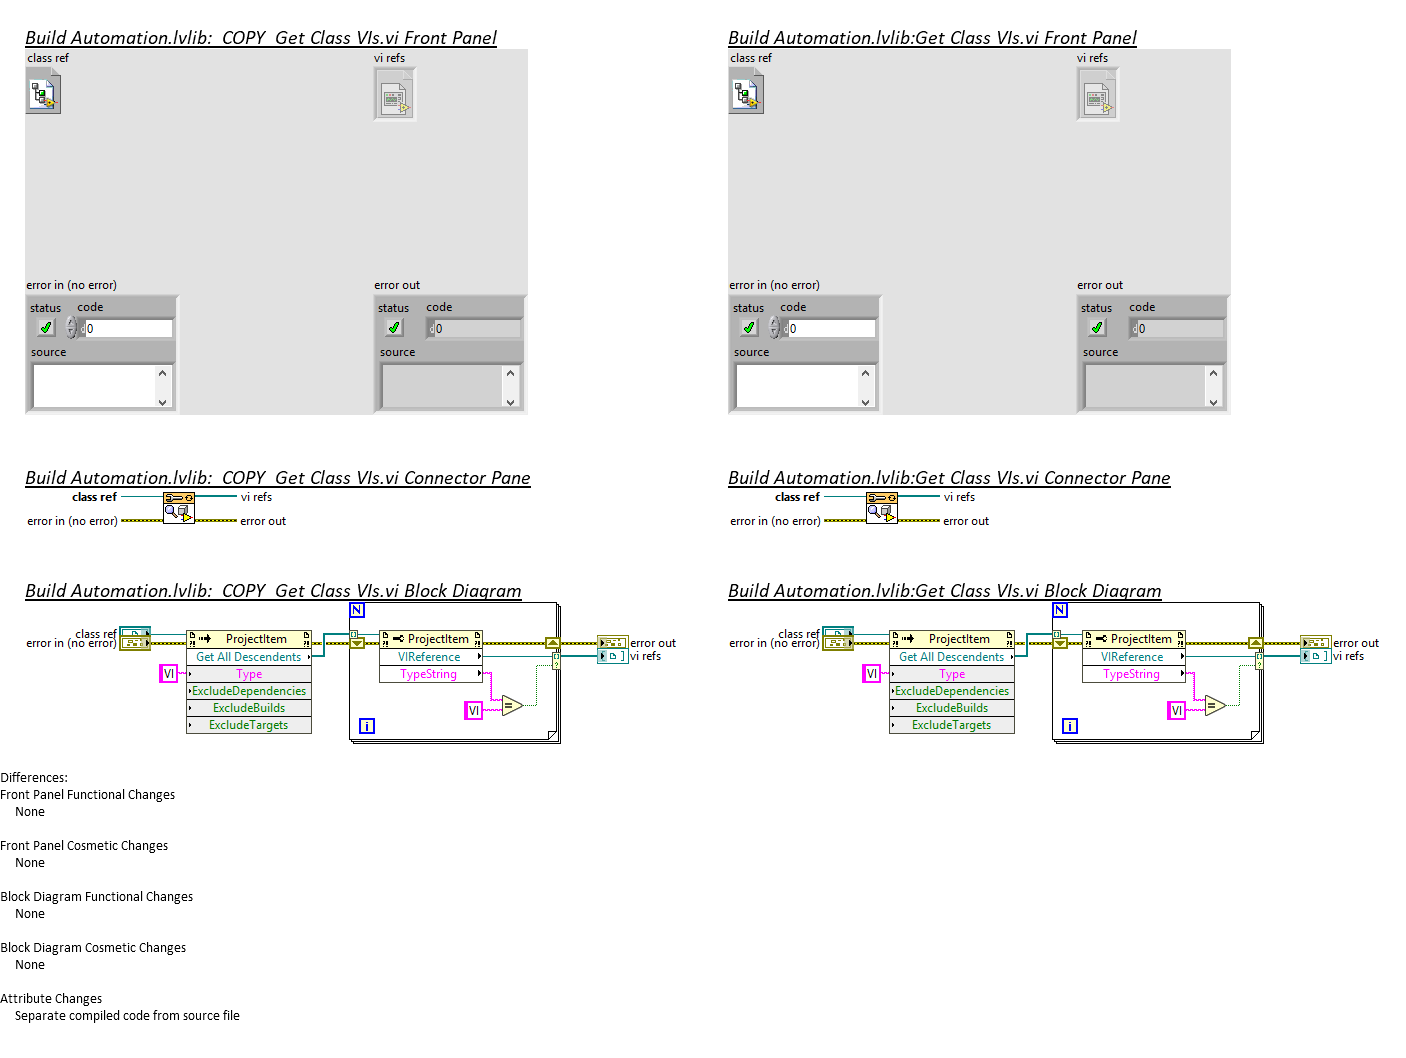 Build Automation.lvlib:  COPY  Get Class VIs.vi Front Panel
class ref
vi refs
error in (no error)
error out
status code
0
status code
0
source
source
Build Automation.lvlib:Get Class VIs.vi Front Panel
class ref
vi refs
error in (no error)
error out
status code
0
status code
0
source
source
Build Automation.lvlib:  COPY  Get Class VIs.vi Connector Pane
class ref
vi refs
error in (no error)
error out
Build Automation.lvlib:Get Class VIs.vi Connector Pane
class ref
vi refs
error in (no error)
error out
Build Automation.lvlib:  COPY  Get Class VIs.vi Block Diagram
N
class ref
error in (no error)
ProjectItem
Get All Descendents
VI
Type
ExcludeDependencies
ExcludeBuilds
ExcludeTargets
ProjectItem
VIReference
TypeString
VI
=
i
error out
vi refs
Build Automation.lvlib:Get Class VIs.vi Block Diagram
N
class ref
error in (no error)
ProjectItem
Get All Descendents
VI
Type
ExcludeDependencies
ExcludeBuilds
ExcludeTargets
ProjectItem
VIReference
TypeString
VI
=
i
error out
vi refs
Differences:
Front Panel Functional Changes
None
Front Panel Cosmetic Changes
None
Block Diagram Functional Changes
None
Block Diagram Cosmetic Changes
None
Attribute Changes
Separate compiled code from source file